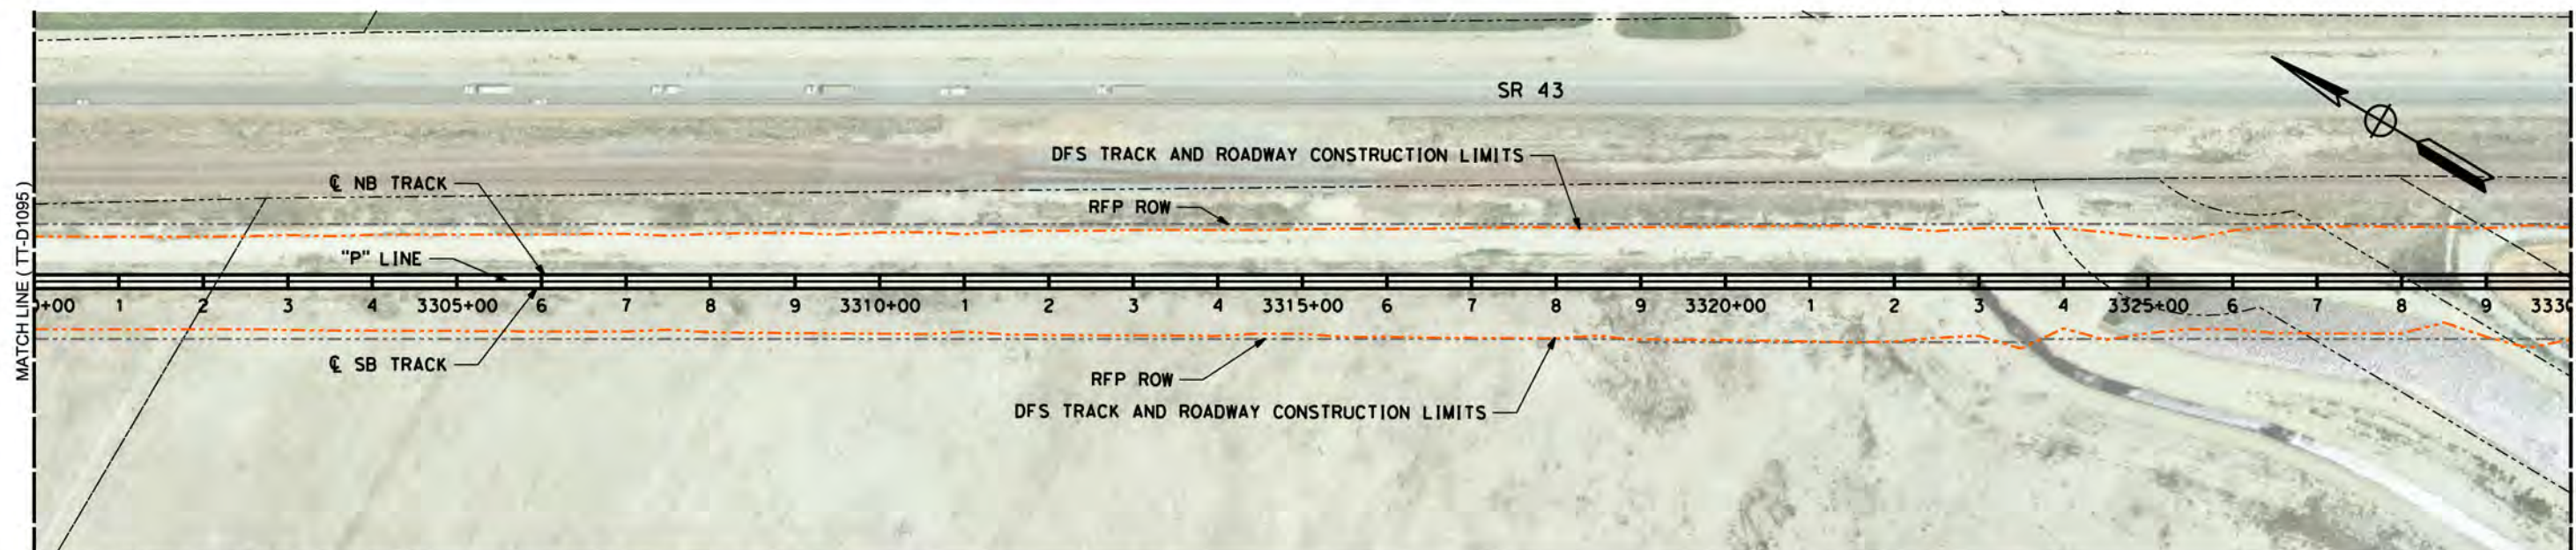 SR 43
DFS TRACK AND ROADWAY CONSTRUCTION LIMITS
℄ NB TRACK
RFP ROW
"P" LINE
MATCH LINE ( TT-D1095 )
+00 1 2 3 4 3305+00 6 7 8 9 3310+00 1 2 3 4 3315+00 6 7 8 9 3320+00 1 2 3 4 3325+00 6 7 8 9 3330
℄ SB TRACK
RFP ROW
DFS TRACK AND ROADWAY CONSTRUCTION LIMITS